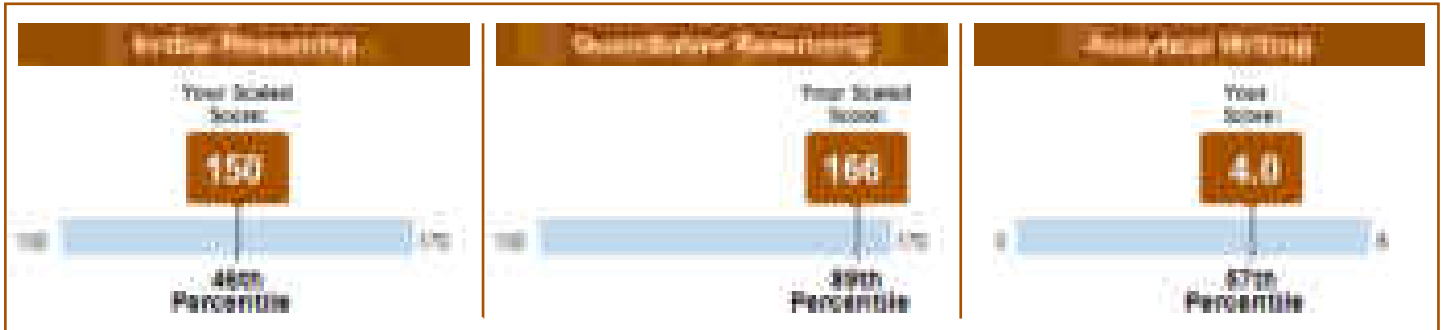 Verbal Reasoning
Your Scaled
Score:
150
130
170
46th
Percentile
Quantitative Reasoning
Your Scaled
Score:
166
130
170
89th
Percentile
Analytical Writing
Your
Score:
4.0
0
6
57th
Percentile